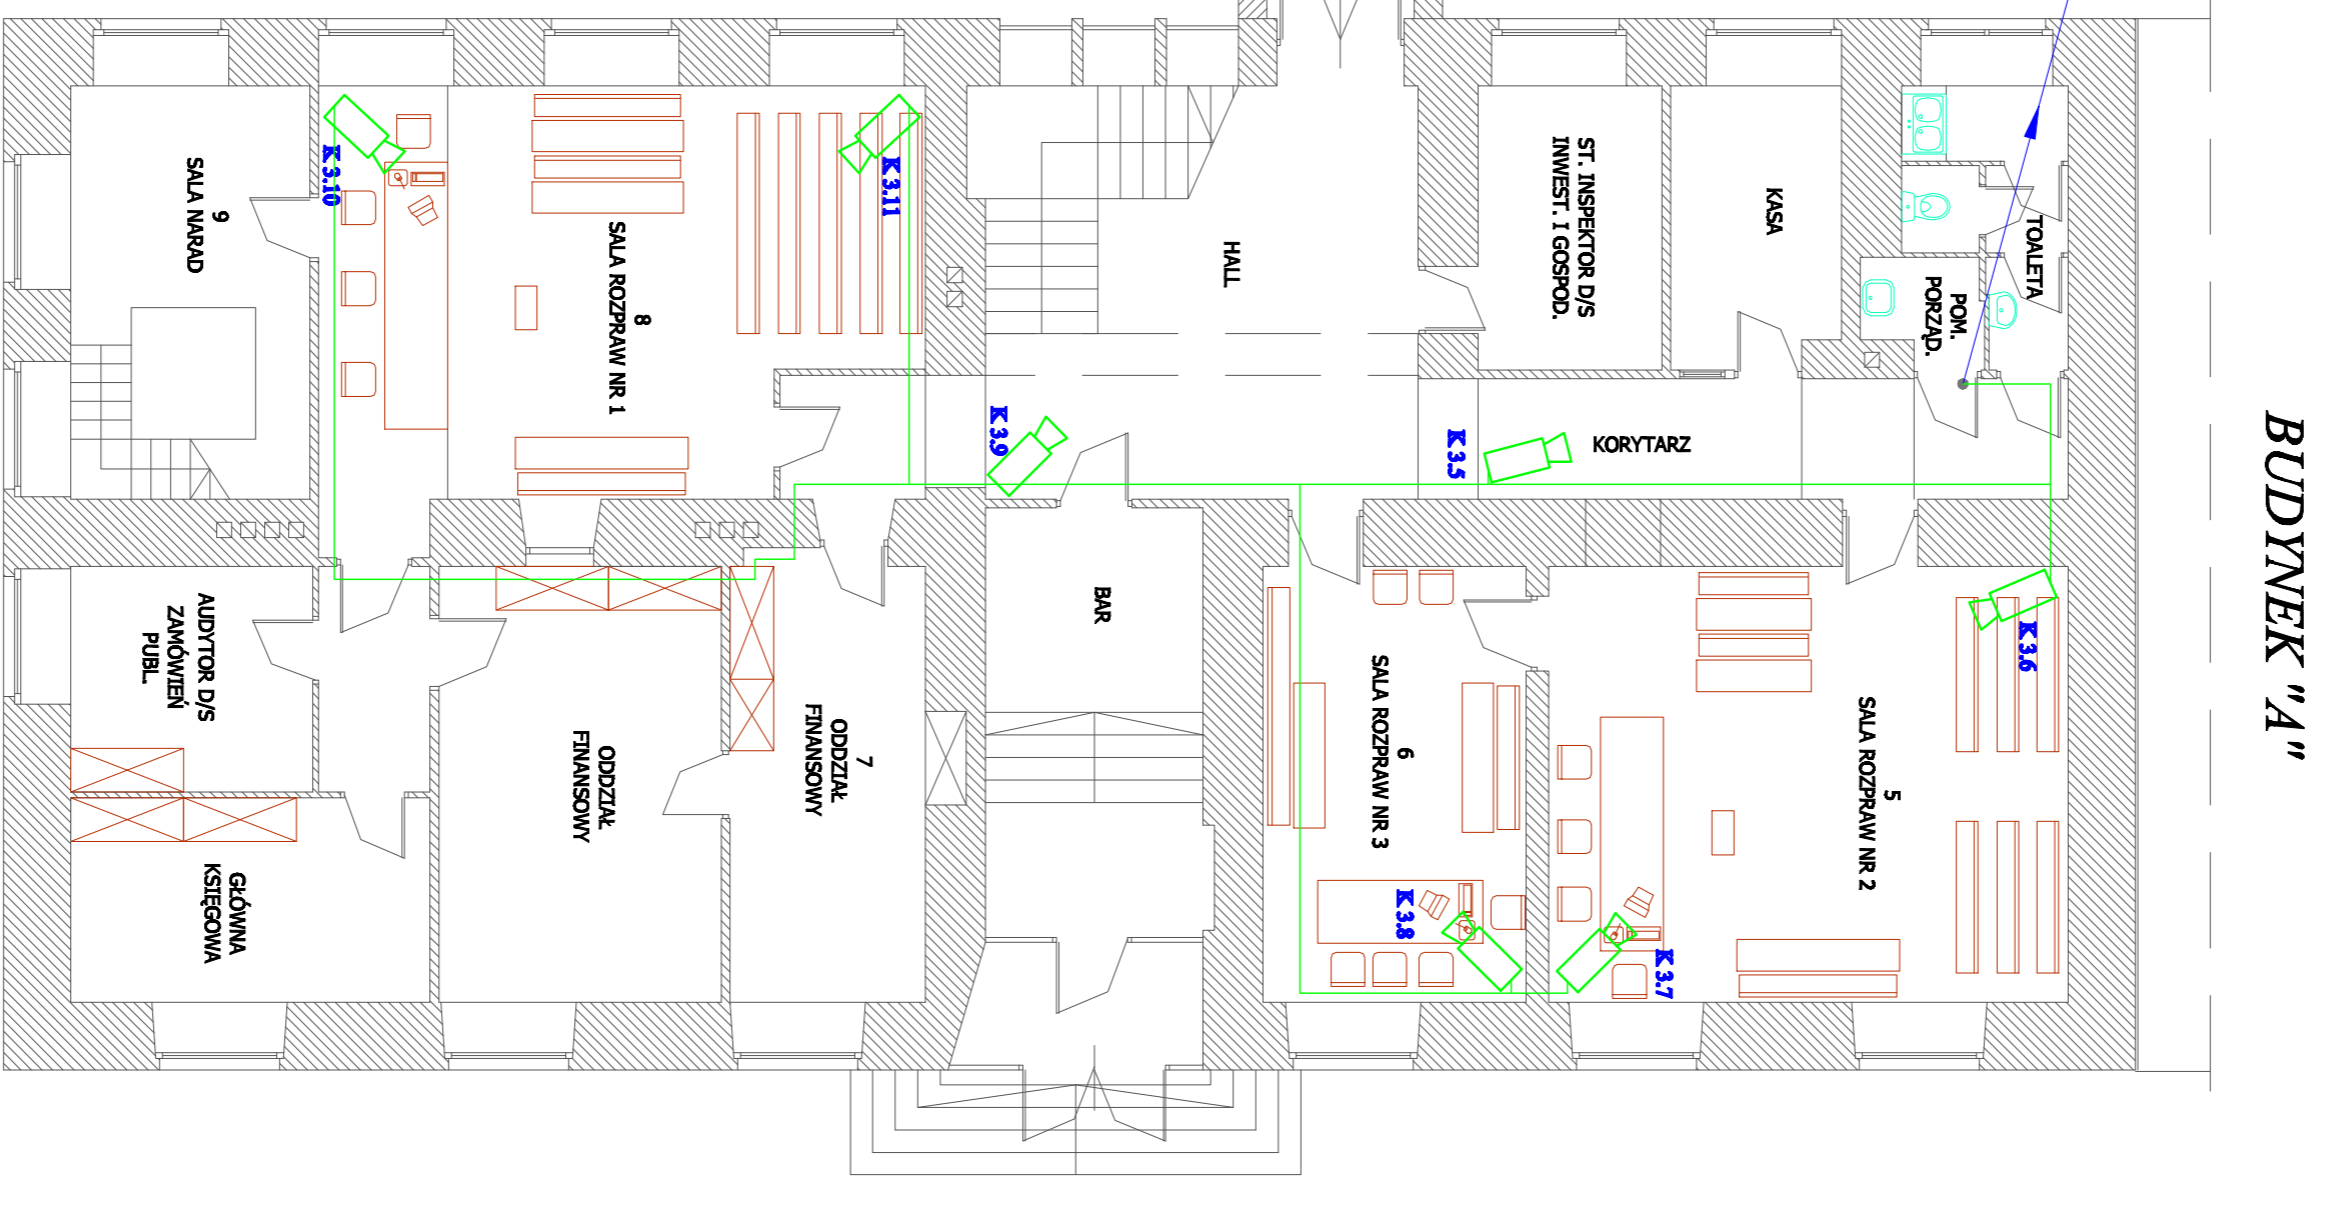 BUDYNEK "A"
TOALETA
POM.
PORZĄD.
KASA
ST. INSPEKTOR D/S
INWEST. I GOSPOD.
HALL
KORYTARZ
K 3.5
K 3.9
K 3.11
8
SALA ROZPRAW NR 1
K 3.10
9
SALA NARAD
K 3.6
5
SALA ROZPRAW NR 2
K 3.7
6
SALA ROZPRAW NR 3
K 3.8
BAR
7
ODDZIAŁ
FINANSOWY
ODDZIAŁ
FINANSOWY
AUDYTOR D/S
ZAMÓWIEŃ
PUBL.
GŁÓWNA
KSIĘGOWA